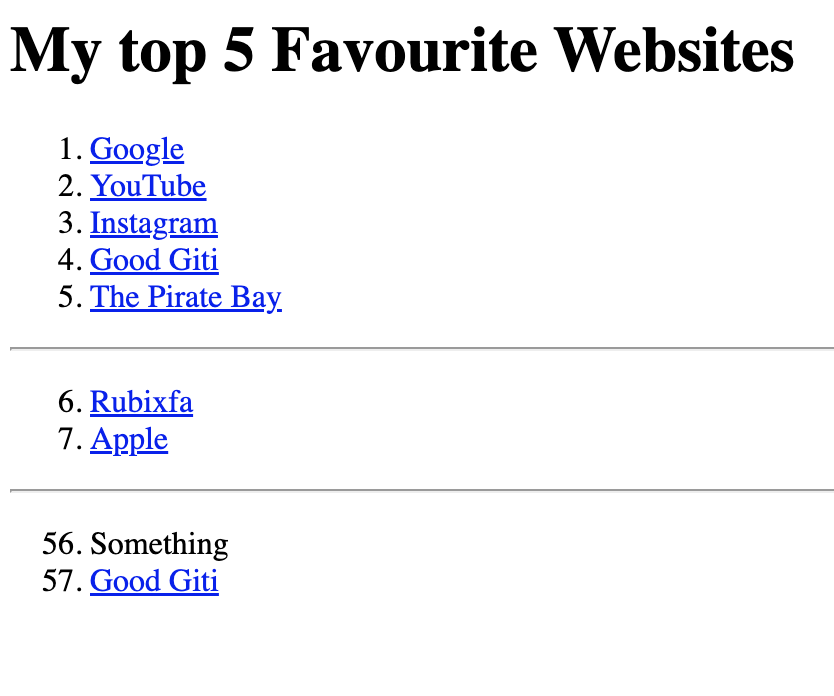 My top 5 Favourite Websites
1. Google
2. YouTube
3. Instagram
4. Good Giti
5. The Pirate Bay
6. Rubixfa
7. Apple
56. Something
57. Good Giti